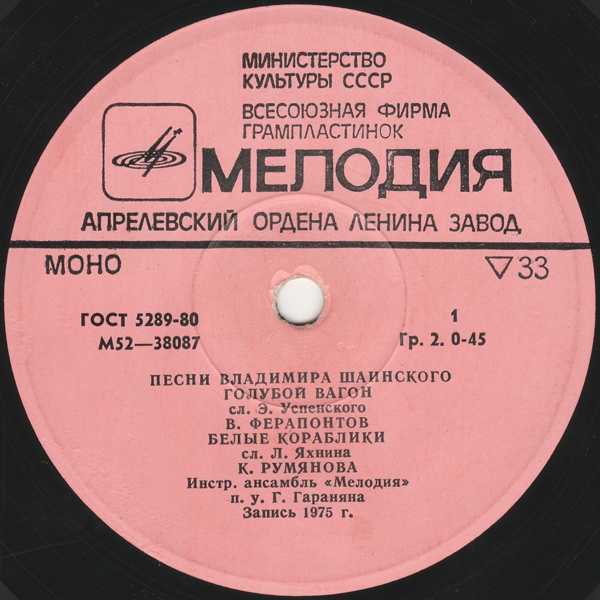 МИНИСТЕРСТВО
КУЛЬТУРЫ СССР
ВСЕСОЮЗНАЯ ФИРМА
ГРАМПЛАСТИНОК
МЕЛОДИЯ
АПРЕЛЕВСКИЙ ОРДЕНА ЛЕНИНА ЗАВОД
МОНО ▽33
ГОСТ 5289-80 1
М52—38087 Гр. 2. 0-45
ПЕСНИ ВЛАДИМИРА ШАИНСКОГО
ГОЛУБОЙ ВАГОН
сл. Э. Успенского
В. ФЕРАПОНТОВ
БЕЛЫЕ КОРАБЛИКИ
сл. Л. Яхнина
К. РУМЯНОВА
Инстр. ансамбль «Мелодия»
п. у. Г. Гараняна
Запись 1975 г.